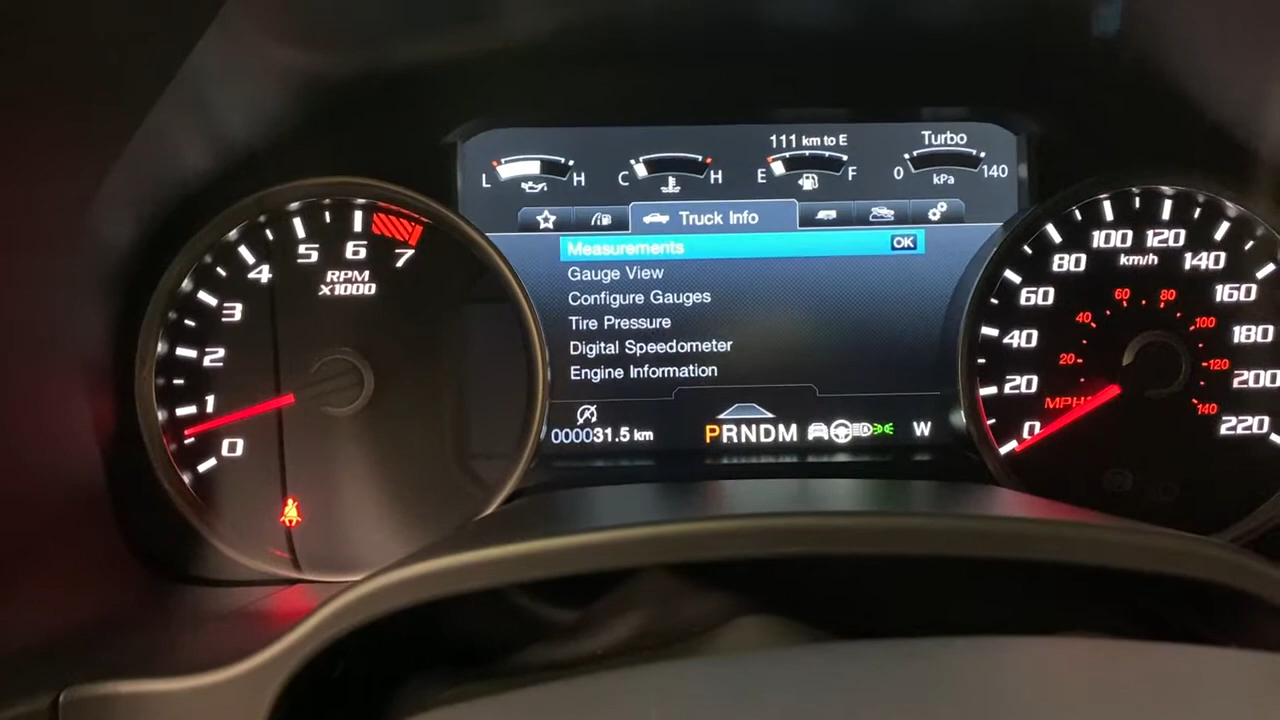 111 km to E
Turbo
L H
C H
E F
0 140
kPa
Truck Info
Measurements OK
Gauge View
Configure Gauges
Tire Pressure
Digital Speedometer
Engine Information
000031.5 km
PRNDM
A
W
0
1
2
3
4
5
6
7
RPM
X1000
0
20
40
60
80
100
120
140
160
180
200
220
km/h
20
40
60
80
100
120
140
MPH